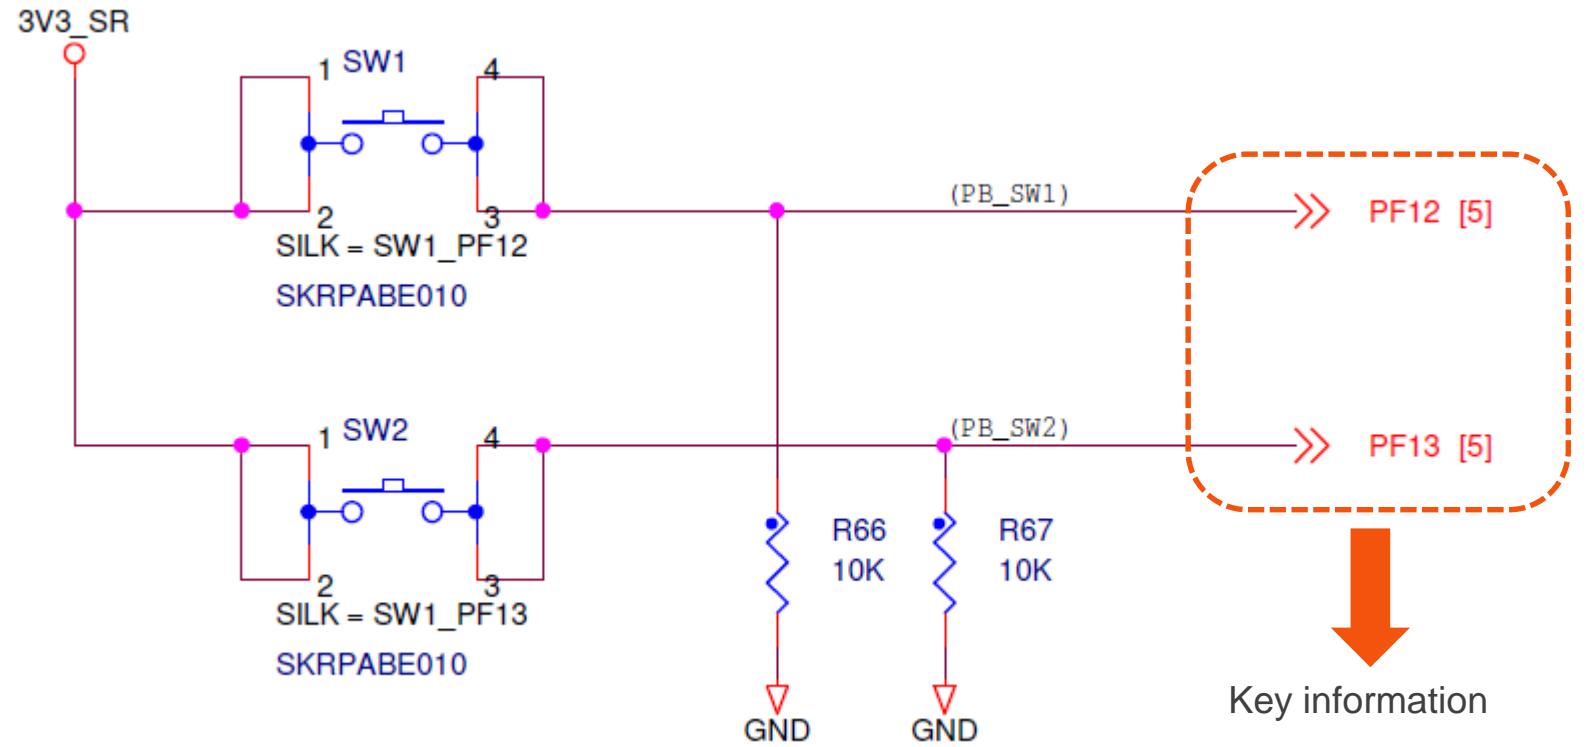 3V3_SR
1 SW1 4
(PB_SW1)
PF12 [5]
2 3
SILK = SW1_PF12
SKRPABE010
1 SW2 4
(PB_SW2)
PF13 [5]
R66
10K
R67
10K
2 3
SILK = SW1_PF13
SKRPABE010
GND
GND
Key information